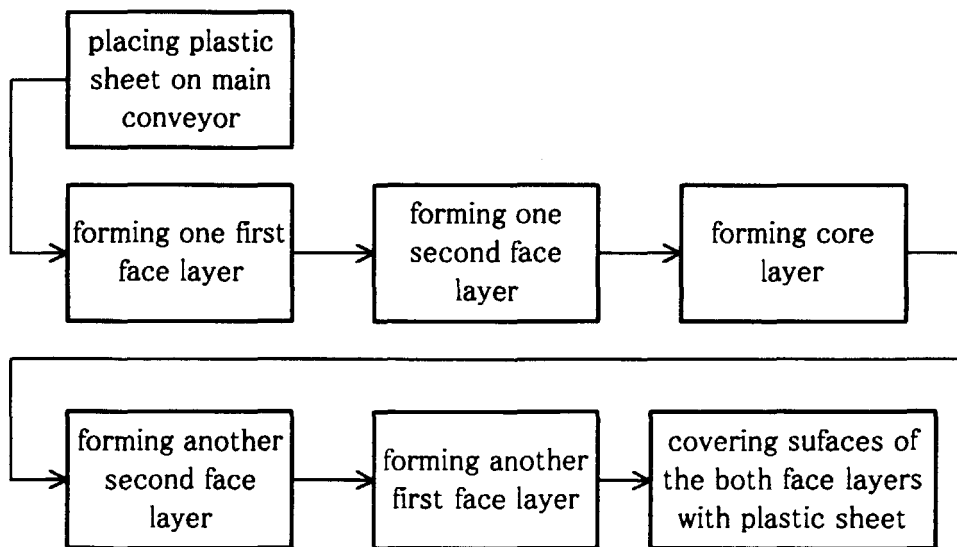 placing plastic
sheet on main
conveyor
forming one first
face layer
forming one
second face
layer
forming core
layer
forming another
second face
layer
forming another
first face layer
covering sufaces of
the both face layers
with plastic sheet